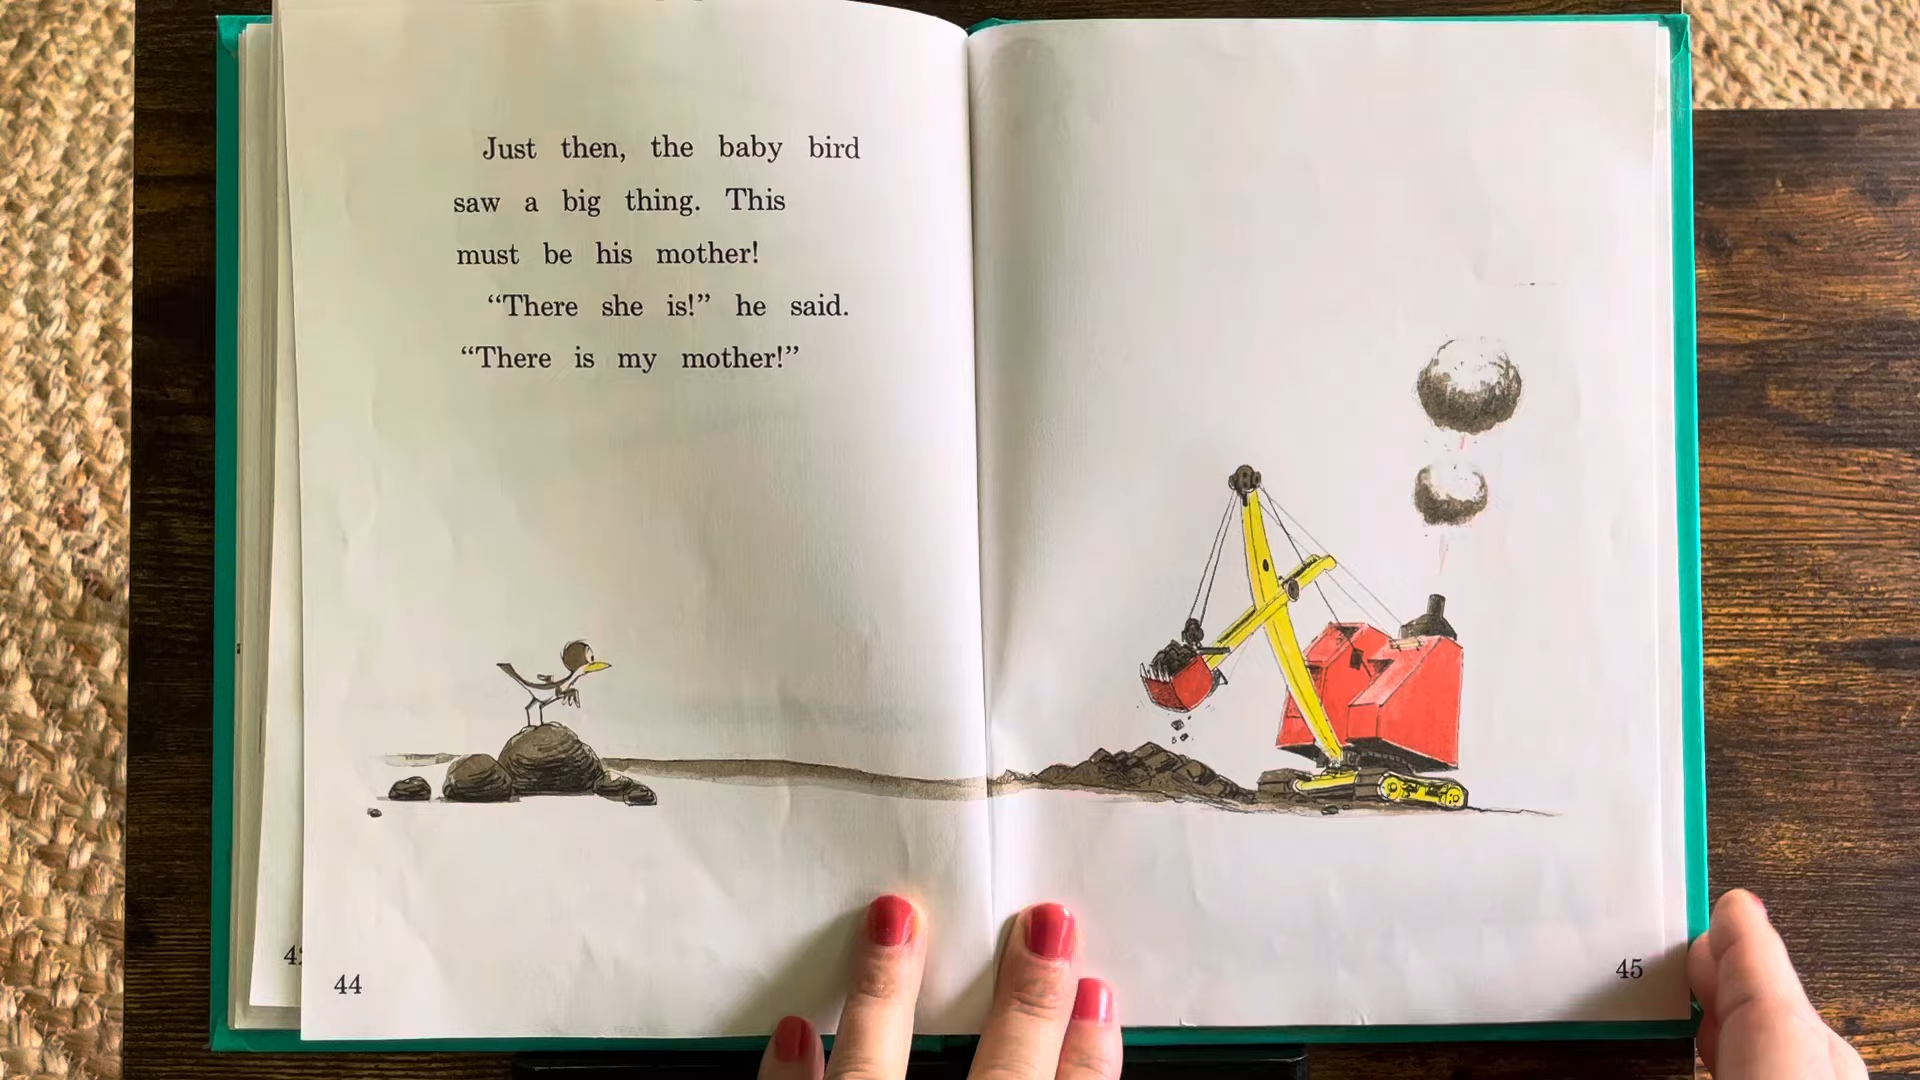 Just then, the baby bird
saw a big thing. This
must be his mother!
“There she is!” he said.
“There is my mother!”
44
45